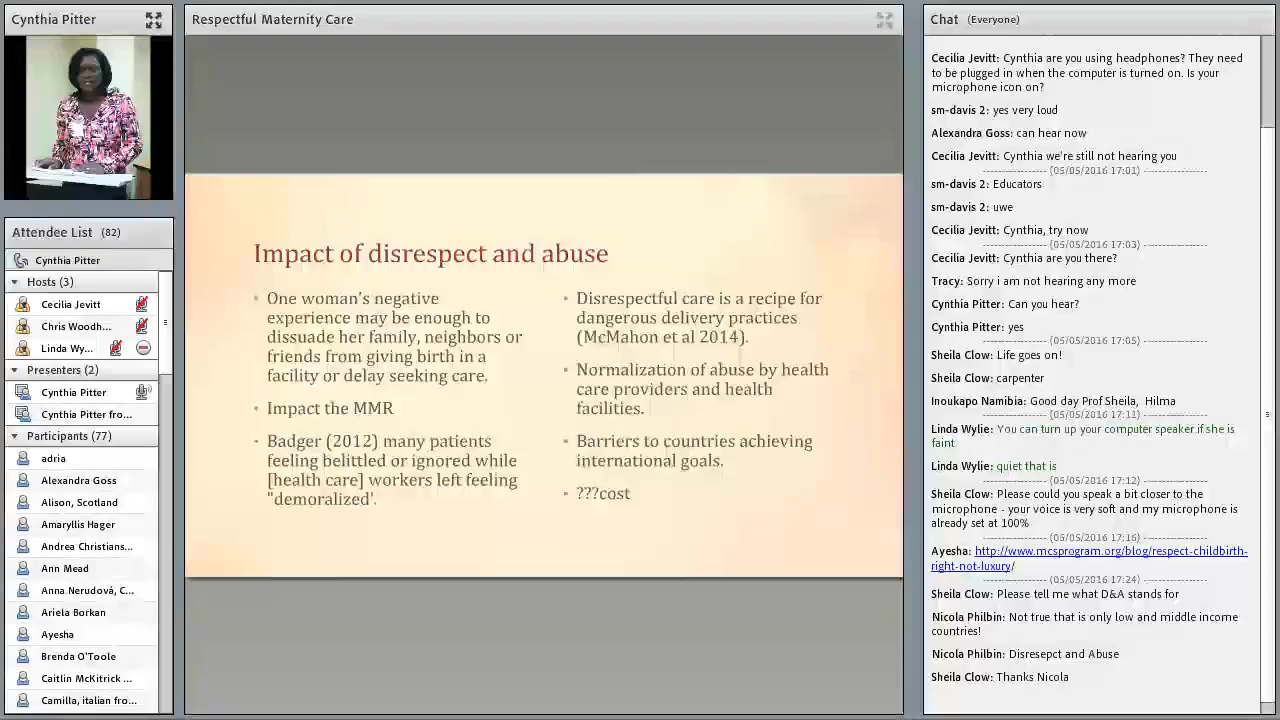 Cynthia Pitter
Attendee List (82)
Cynthia Pitter
Hosts (3)
Cecilia Jevitt
Chris Woodh...
Linda Wy...
Presenters (2)
Cynthia Pitter
Cynthia Pitter fro...
Participants (77)
adria
Alexandra Goss
Alison, Scotland
Amaryllis Hager
Andrea Christians...
Ann Mead
Anna Nerudová, C...
Ariela Borkan
Ayesha
Brenda O'Toole
Caitlin McKitrick ...
Camilla, italian fro...
Respectful Maternity Care
Impact of disrespect and abuse
One woman's negative
experience may be enough to
dissuade her family, neighbors or
friends from giving birth in a
facility or delay seeking care.
Impact the MMR
Badger (2012) many patients
feeling belittled or ignored while
[health care] workers left feeling
"demoralized'.
Disrespectful care is a recipe for
dangerous delivery practices
(McMahon et al 2014).
Normalization of abuse by health
care providers and health
facilities.
Barriers to countries achieving
international goals.
???cost
Chat (Everyone)
Cecilia Jevitt: Cynthia are you using headphones? They need
to be plugged in when the computer is turned on. Is your
microphone icon on?
sm-davis 2: yes very loud
Alexandra Goss: can hear now
Cecilia Jevitt: Cynthia we're still not hearing you
---------------- (05/05/2016 17:01) ----------------
sm-davis 2: Educators
sm-davis 2: uwe
Cecilia Jevitt: Cynthia, try now
---------------- (05/05/2016 17:03) ----------------
Cecilia Jevitt: Cynthia are you there?
Tracy: Sorry i am not hearing any more
Cynthia Pitter: Can you hear?
Cynthia Pitter: yes
---------------- (05/05/2016 17:05) ----------------
Sheila Clow: Life goes on!
Sheila Clow: carpenter
Inoukapo Namibia: Good day Prof Sheila, Hilma
---------------- (05/05/2016 17:11) ----------------
Linda Wylie: You can turn up your computer speaker if she is
faint
Linda Wylie: quiet that is
---------------- (05/05/2016 17:12) ----------------
Sheila Clow: Please could you speak a bit closer to the
microphone - your voice is very soft and my microphone is
already set at 100%
---------------- (05/05/2016 17:16) ----------------
Ayesha: http://www.mcsprogram.org/blog/respect-childbirth-
right-not-luxury/
---------------- (05/05/2016 17:24) ----------------
Sheila Clow: Please tell me what D&A stands for
Nicola Philbin: Not true that is only low and middle income
countries!
Nicola Philbin: Disresepct and Abuse
Sheila Clow: Thanks Nicola